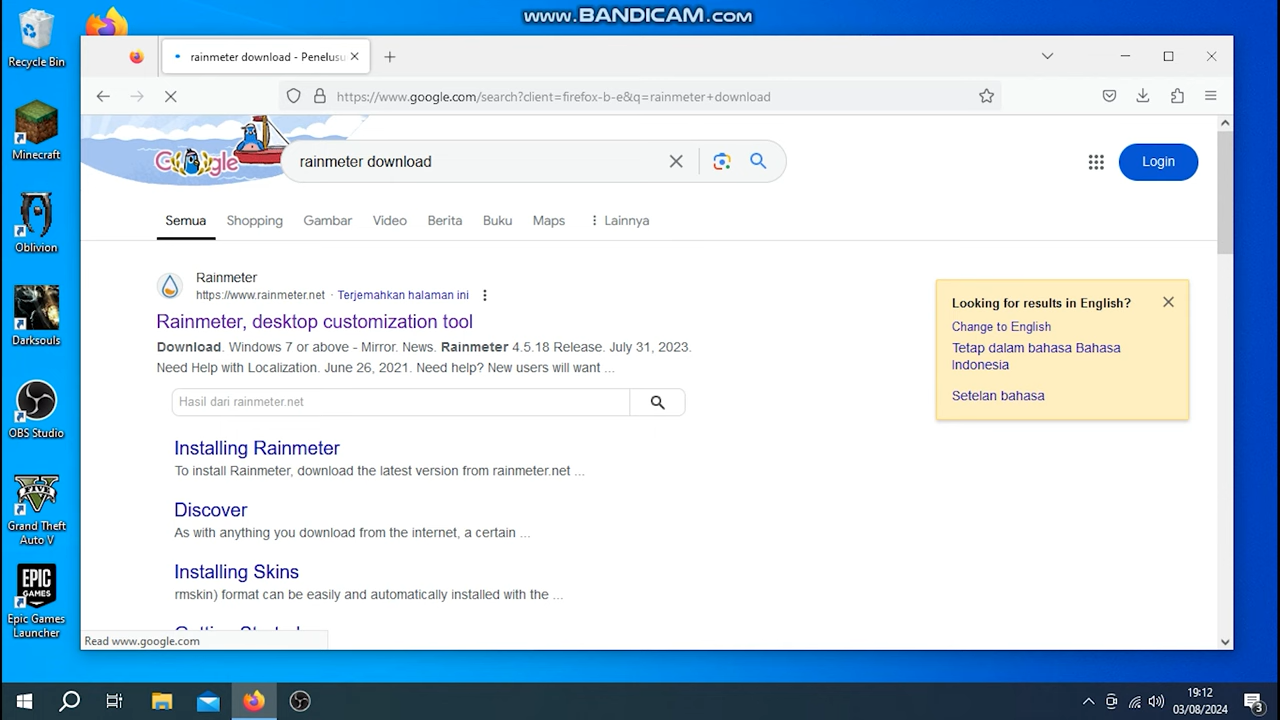 www.BANDICAM.com
Recycle Bin
Minecraft
Oblivion
Darksouls
OBS Studio
Grand Theft
Auto V
EPIC
GAMES
Epic Games
Launcher
rainmeter download - Penelusu
https://www.google.com/search?client=firefox-b-e&q=rainmeter+download
Google
rainmeter download
Login
Semua
Shopping
Gambar
Video
Berita
Buku
Maps
Lainnya
Rainmeter
https://www.rainmeter.net · Terjemahkan halaman ini
Rainmeter, desktop customization tool
Download. Windows 7 or above - Mirror. News. Rainmeter 4.5.18 Release. July 31, 2023.
Need Help with Localization. June 26, 2021. Need help? New users will want ...
Hasil dari rainmeter.net
Installing Rainmeter
To install Rainmeter, download the latest version from rainmeter.net ...
Discover
As with anything you download from the internet, a certain ...
Installing Skins
rmskin) format can be easily and automatically installed with the ...
Getting Started
Looking for results in English?
Change to English
Tetap dalam bahasa Bahasa
Indonesia
Setelan bahasa
Read www.google.com
19:12
03/08/2024
3